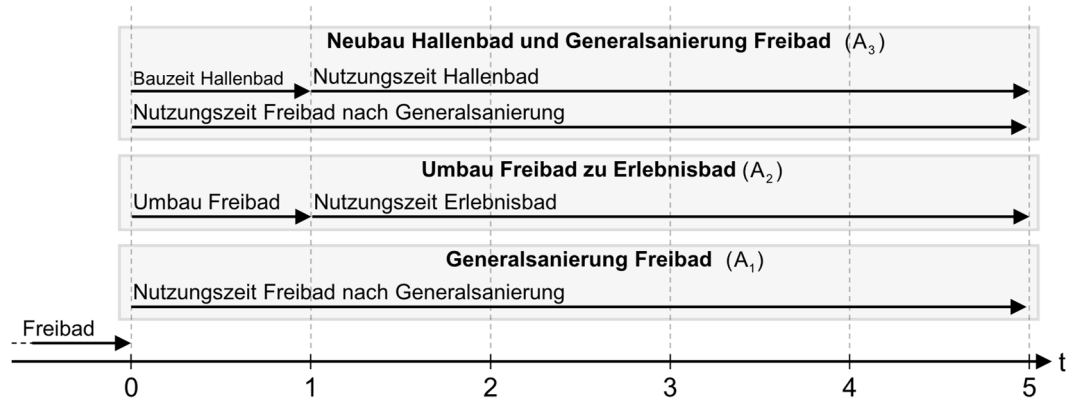 Neubau Hallenbad und Generalsanierung Freibad (A₃)
Bauzeit Hallenbad Nutzungszeit Hallenbad
Nutzungszeit Freibad nach Generalsanierung
Umbau Freibad zu Erlebnisbad (A₂)
Umbau Freibad Nutzungszeit Erlebnisbad
Generalsanierung Freibad (A₁)
Nutzungszeit Freibad nach Generalsanierung
Freibad
t
0 1 2 3 4 5